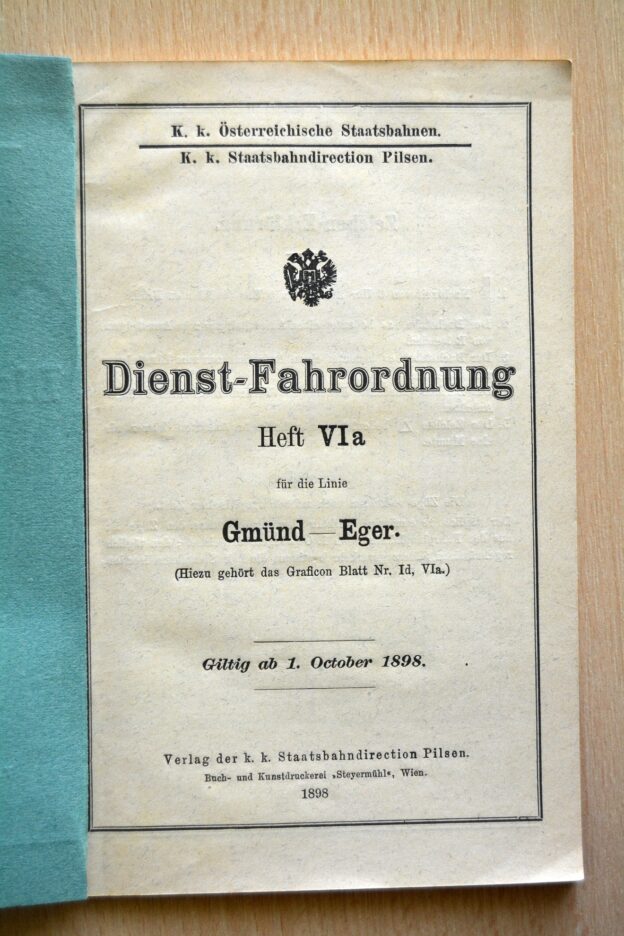 K. k. Österreichische Staatsbahnen.
K. k. Staatsbahndirection Pilsen.
Dienst-Fahrordnung
Heft VIa
für die Linie
Gmünd—Eger.
(Hiezu gehört das Graficon Blatt Nr. Id, VIa.)
Giltig ab 1. October 1898.
Verlag der k. k. Staatsbahndirection Pilsen.
Buch- und Kunstdruckerei »Steyermühl«, Wien.
1898